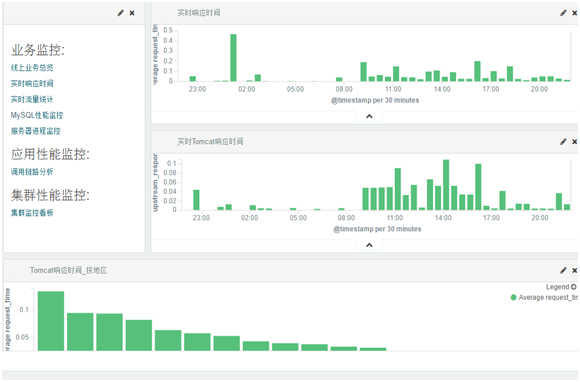 业务监控:
线上业务总览
实时响应时间
实时流量统计
MySQL性能监控
服务器进程监控
应用性能监控:
调用链路分析
集群性能监控:
集群监控看板
实时响应时间
0.5
0.4
0.3
0.2
0.1
0
23:00 02:00 05:00 08:00 11:00 14:00 17:00 20:00
@timestamp per 30 minutes
实时Tomcat响应时间
upstream_respor
0.1
0.08
0.06
0.04
0.02
0
23:00 02:00 05:00 08:00 11:00 14:00 17:00 20:00
@timestamp per 30 minutes
Tomcat响应时间_按地区
0.1
0.05
Legend
Average request_tin